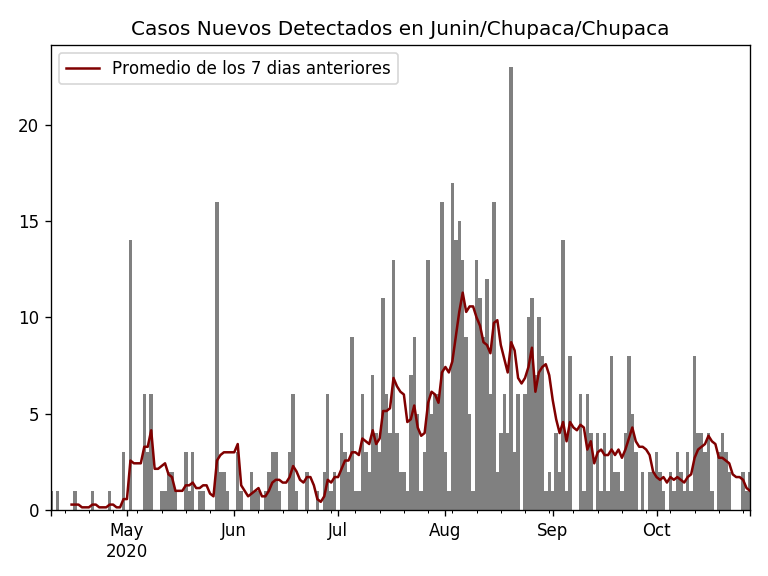 Casos Nuevos Detectados en Junin/Chupaca/Chupaca
Promedio de los 7 dias anteriores
20
15
10
5
0
May Jun Jul Aug Sep Oct
2020